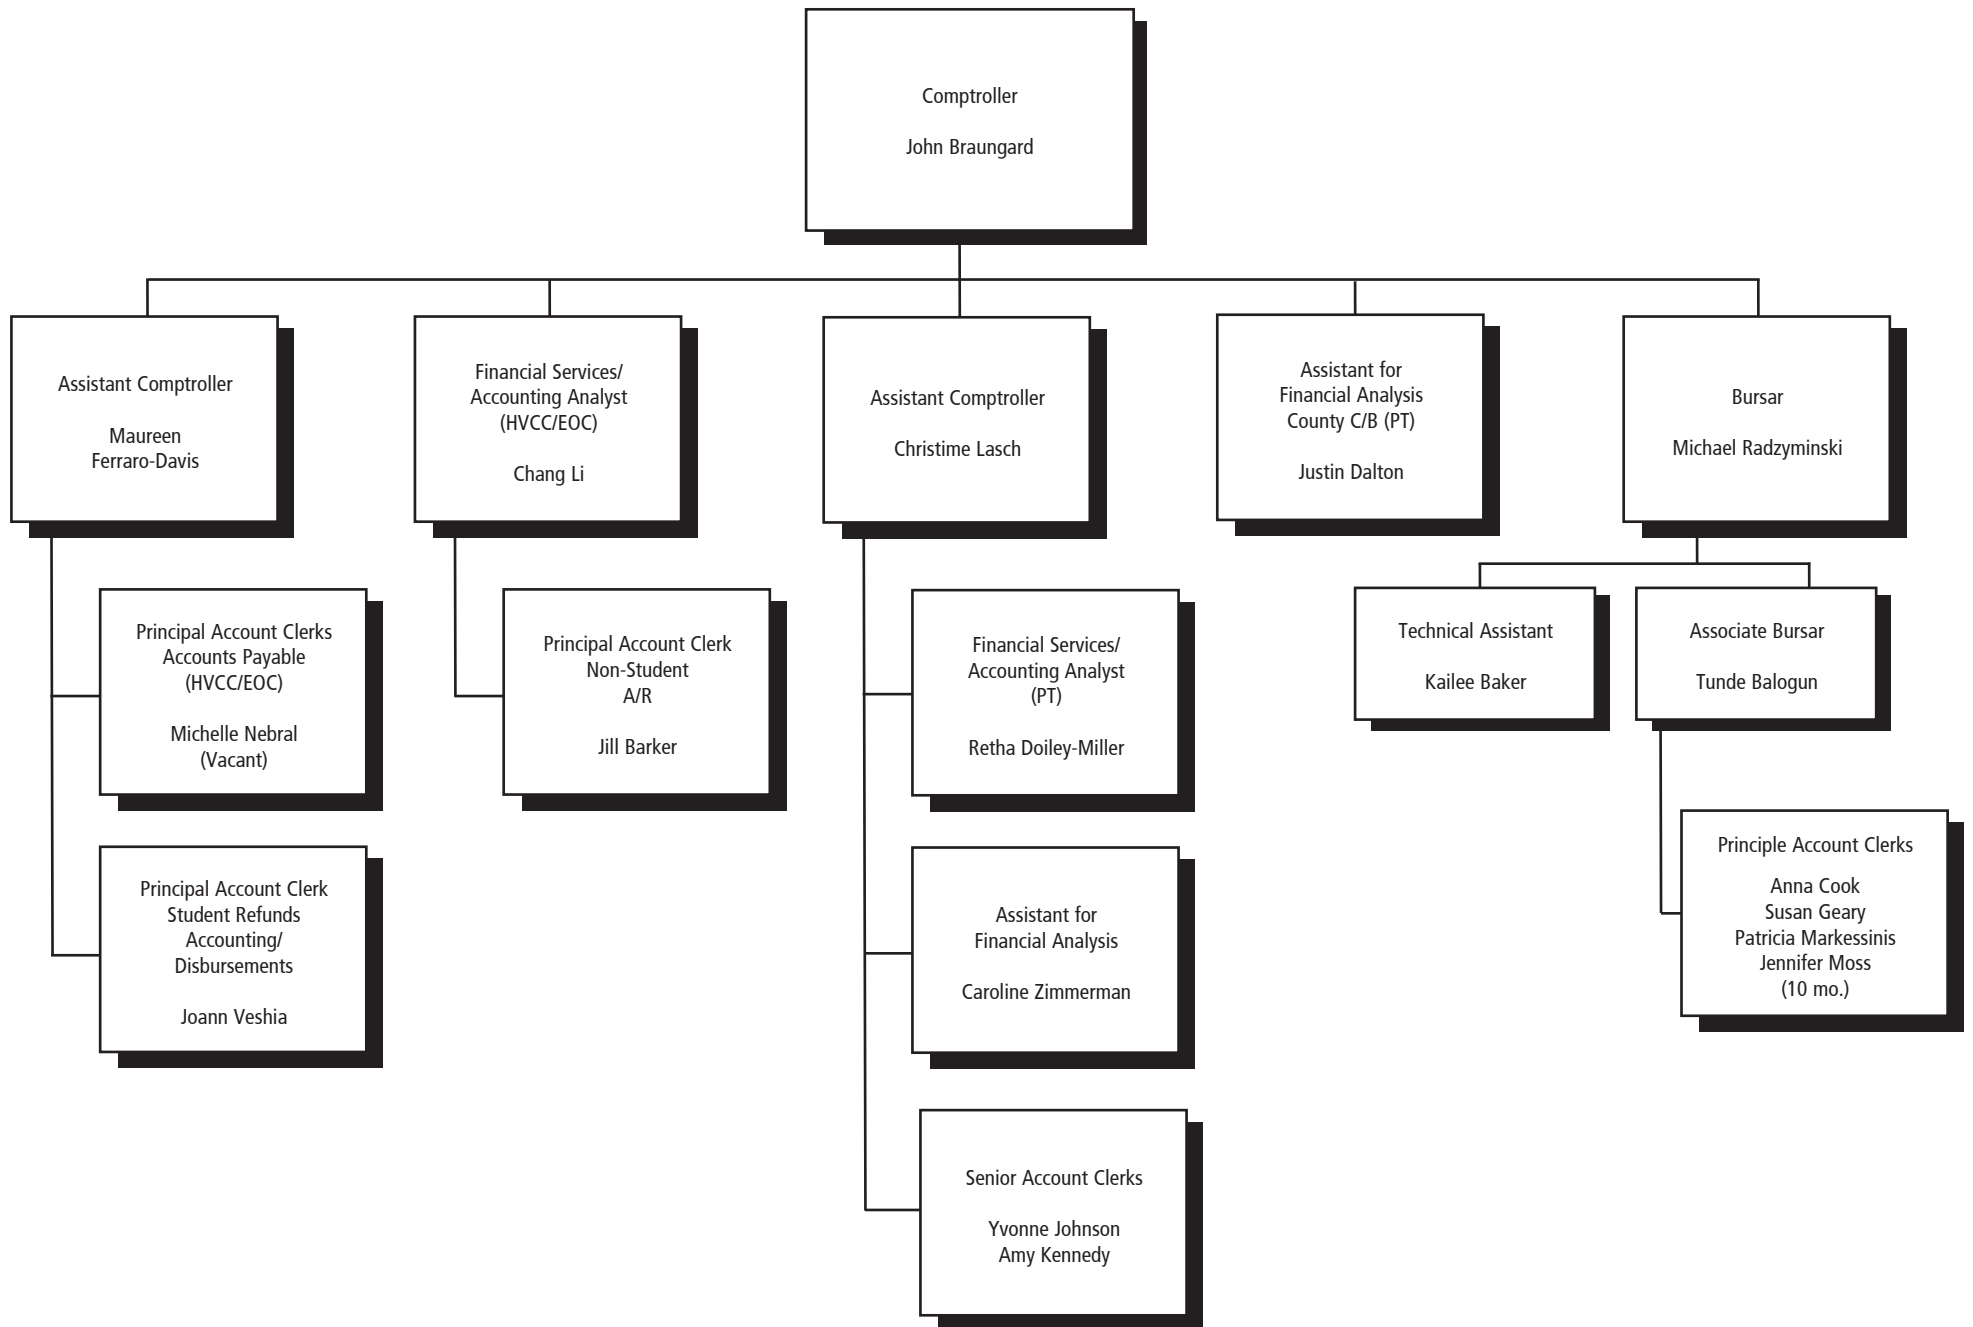 Comptroller
John Braungard
Assistant Comptroller
Maureen
Ferraro-Davis
Financial Services/
Accounting Analyst
(HVCC/EOC)
Chang Li
Assistant Comptroller
Christime Lasch
Assistant for
Financial Analysis
County C/B (PT)
Justin Dalton
Bursar
Michael Radzyminski
Principal Account Clerks
Accounts Payable
(HVCC/EOC)
Michelle Nebral
(Vacant)
Principal Account Clerk
Non-Student
A/R
Jill Barker
Financial Services/
Accounting Analyst
(PT)
Retha Doiley-Miller
Technical Assistant
Kailee Baker
Associate Bursar
Tunde Balogun
Principal Account Clerk
Student Refunds
Accounting/
Disbursements
Joann Veshia
Assistant for
Financial Analysis
Caroline Zimmerman
Principle Account Clerks
Anna Cook
Susan Geary
Patricia Markessinis
Jennifer Moss
(10 mo.)
Senior Account Clerks
Yvonne Johnson
Amy Kennedy